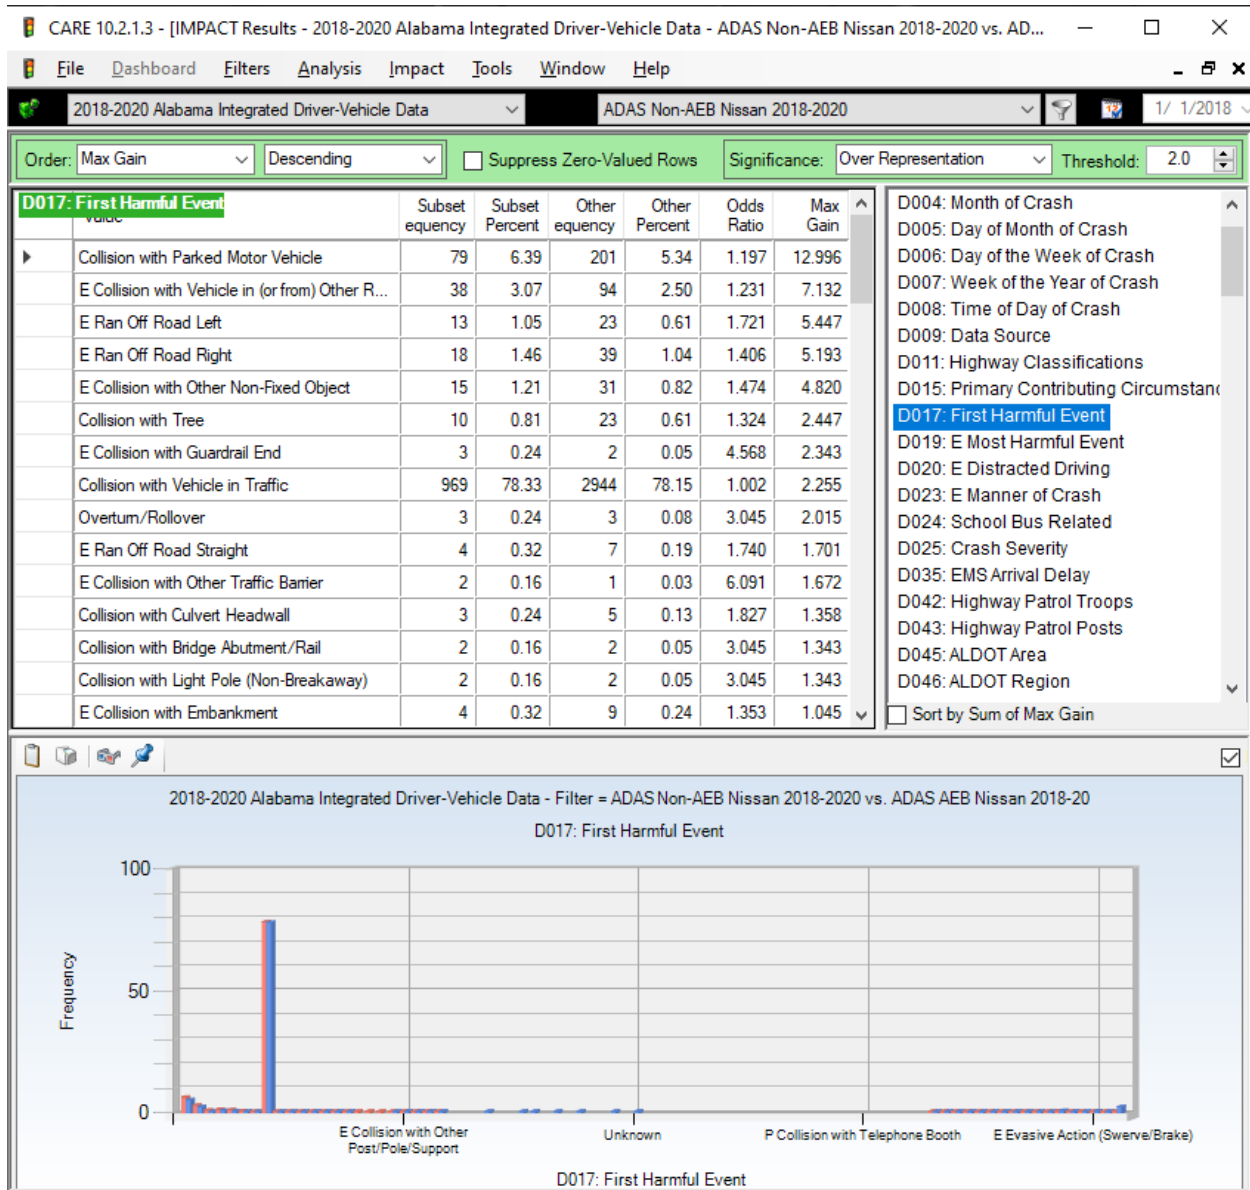 CARE 10.2.1.3 - [IMPACT Results - 2018-2020 Alabama Integrated Driver-Vehicle Data - ADAS Non-AEB Nissan 2018-2020 vs. AD...
File Dashboard Filters Analysis Impact Tools Window Help
2018-2020 Alabama Integrated Driver-Vehicle Data ADAS Non-AEB Nissan 2018-2020 1/ 1/2018
Order: Max Gain Descending Suppress Zero-Valued Rows Significance: Over Representation Threshold: 2.0
D017: First Harmful Event
Subset Subset Other Other Odds Max
equency Percent equency Percent Ratio Gain
Collision with Parked Motor Vehicle 79 6.39 201 5.34 1.197 12.996
E Collision with Vehicle in (or from) Other R... 38 3.07 94 2.50 1.231 7.132
E Ran Off Road Left 13 1.05 23 0.61 1.721 5.447
E Ran Off Road Right 18 1.46 39 1.04 1.406 5.193
E Collision with Other Non-Fixed Object 15 1.21 31 0.82 1.474 4.820
Collision with Tree 10 0.81 23 0.61 1.324 2.447
E Collision with Guardrail End 3 0.24 2 0.05 4.568 2.343
Collision with Vehicle in Traffic 969 78.33 2944 78.15 1.002 2.255
Overturn/Rollover 3 0.24 3 0.08 3.045 2.015
E Ran Off Road Straight 4 0.32 7 0.19 1.740 1.701
E Collision with Other Traffic Barrier 2 0.16 1 0.03 6.091 1.672
Collision with Culvert Headwall 3 0.24 5 0.13 1.827 1.358
Collision with Bridge Abutment/Rail 2 0.16 2 0.05 3.045 1.343
Collision with Light Pole (Non-Breakaway) 2 0.16 2 0.05 3.045 1.343
E Collision with Embankment 4 0.32 9 0.24 1.353 1.045
D004: Month of Crash
D005: Day of Month of Crash
D006: Day of the Week of Crash
D007: Week of the Year of Crash
D008: Time of Day of Crash
D009: Data Source
D011: Highway Classifications
D015: Primary Contributing Circumstanc
D017: First Harmful Event
D019: E Most Harmful Event
D020: E Distracted Driving
D023: E Manner of Crash
D024: School Bus Related
D025: Crash Severity
D035: EMS Arrival Delay
D042: Highway Patrol Troops
D043: Highway Patrol Posts
D045: ALDOT Area
D046: ALDOT Region
Sort by Sum of Max Gain
2018-2020 Alabama Integrated Driver-Vehicle Data - Filter = ADAS Non-AEB Nissan 2018-2020 vs. ADAS AEB Nissan 2018-20
D017: First Harmful Event
100
50
0
Frequency
E Collision with Other
Post/Pole/Support
Unknown
P Collision with Telephone Booth
E Evasive Action (Swerve/Brake)
D017: First Harmful Event